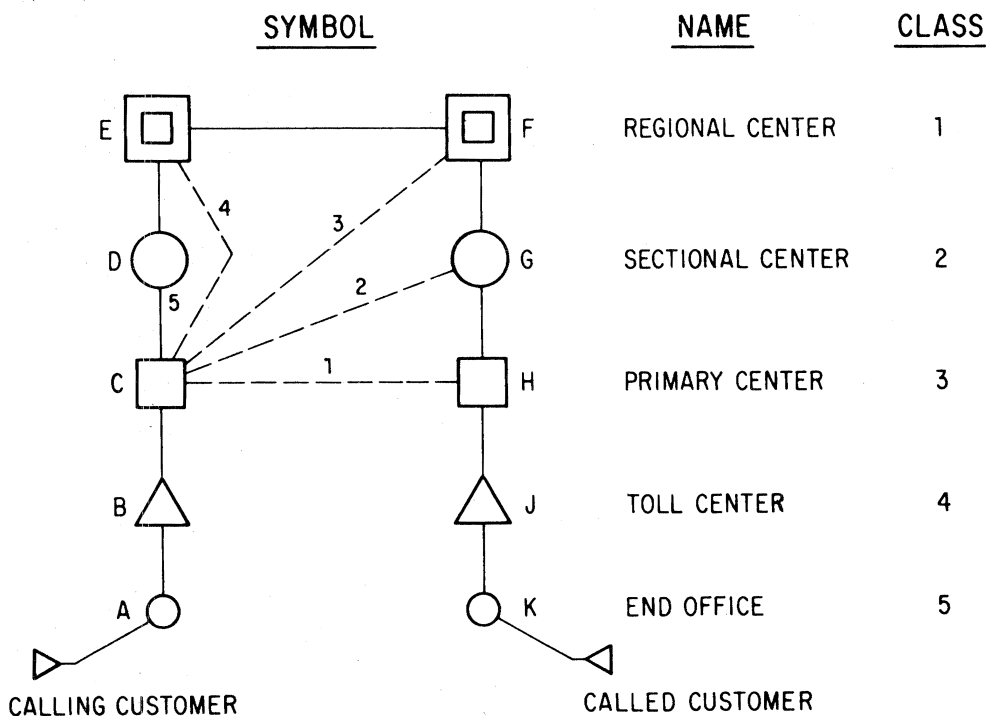 SYMBOL NAME CLASS
E F REGIONAL CENTER 1
4
3
D G SECTIONAL CENTER 2
5
2
1
C H PRIMARY CENTER 3
B J TOLL CENTER 4
A K END OFFICE 5
CALLING CUSTOMER CALLED CUSTOMER